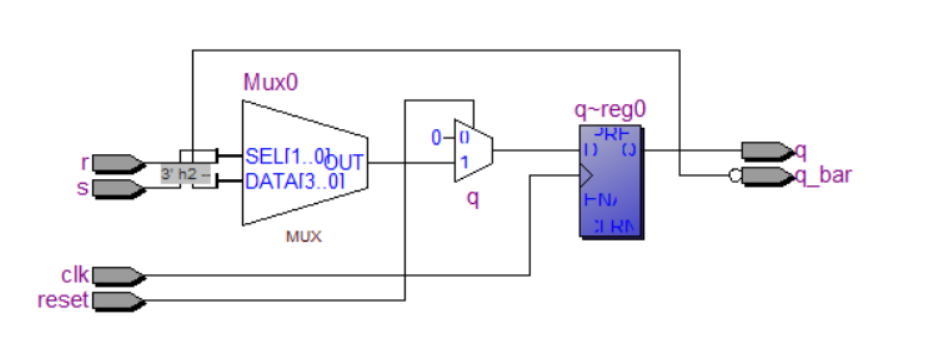 Mux0
q~reg0
r
s
3' h2 --
SEL[1..0]
OUT
DATA[3..0]
MUX
0
0
1
q
PRE
D
Q
ENA
CLRN
q
q_bar
clk
reset